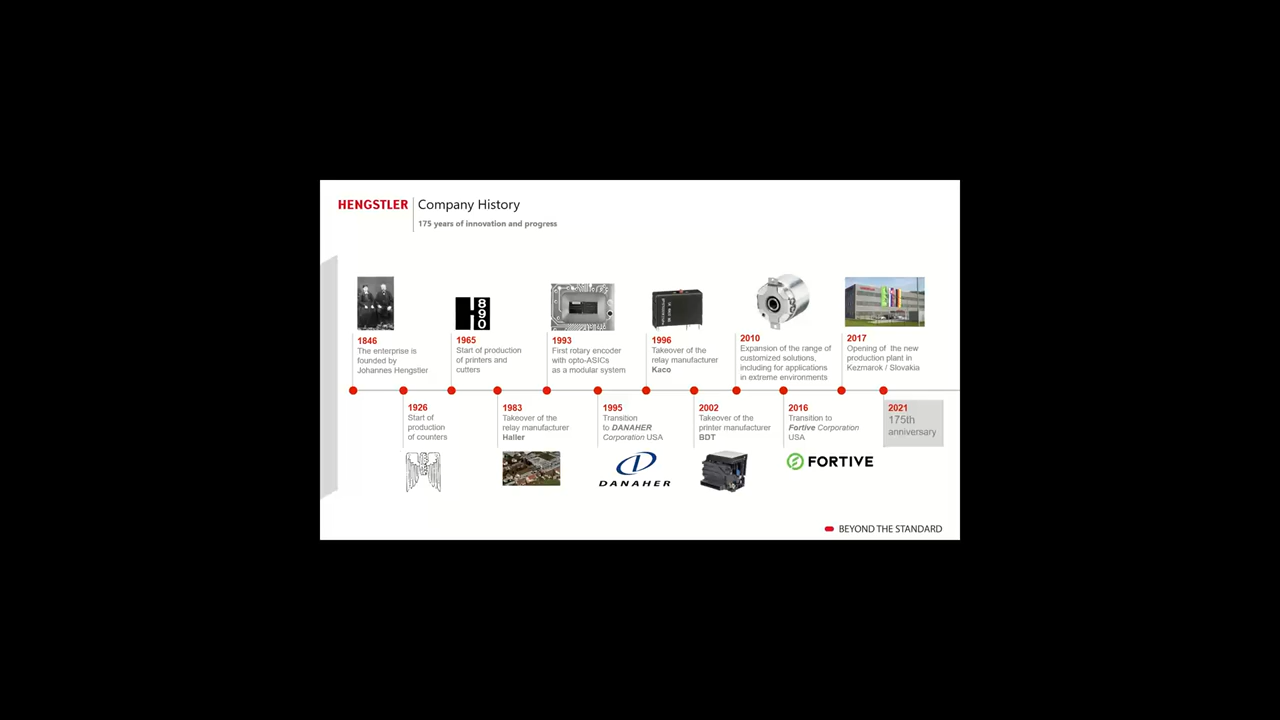 HENGSTLER
Company History
175 years of innovation and progress
H
890
1846
The enterprise is
founded by
Johannes Hengstler
1965
Start of production
of printers and
cutters
1993
First rotary encoder
with opto-ASICs
as a modular system
1996
Takeover of the
relay manufacturer
Kaco
2010
Expansion of the range of
customized solutions,
including for applications
in extreme environments
2017
Opening of the new
production plant in
Kezmarok / Slovakia
1926
Start of
production
of counters
1983
Takeover of the
relay manufacturer
Haller
1995
Transition
to DANAHER
Corporation USA
2002
Takeover of the
printer manufacturer
BDT
2016
Transition to
Fortive Corporation
USA
2021
175th
anniversary
DANAHER
FORTIVE
BEYOND THE STANDARD